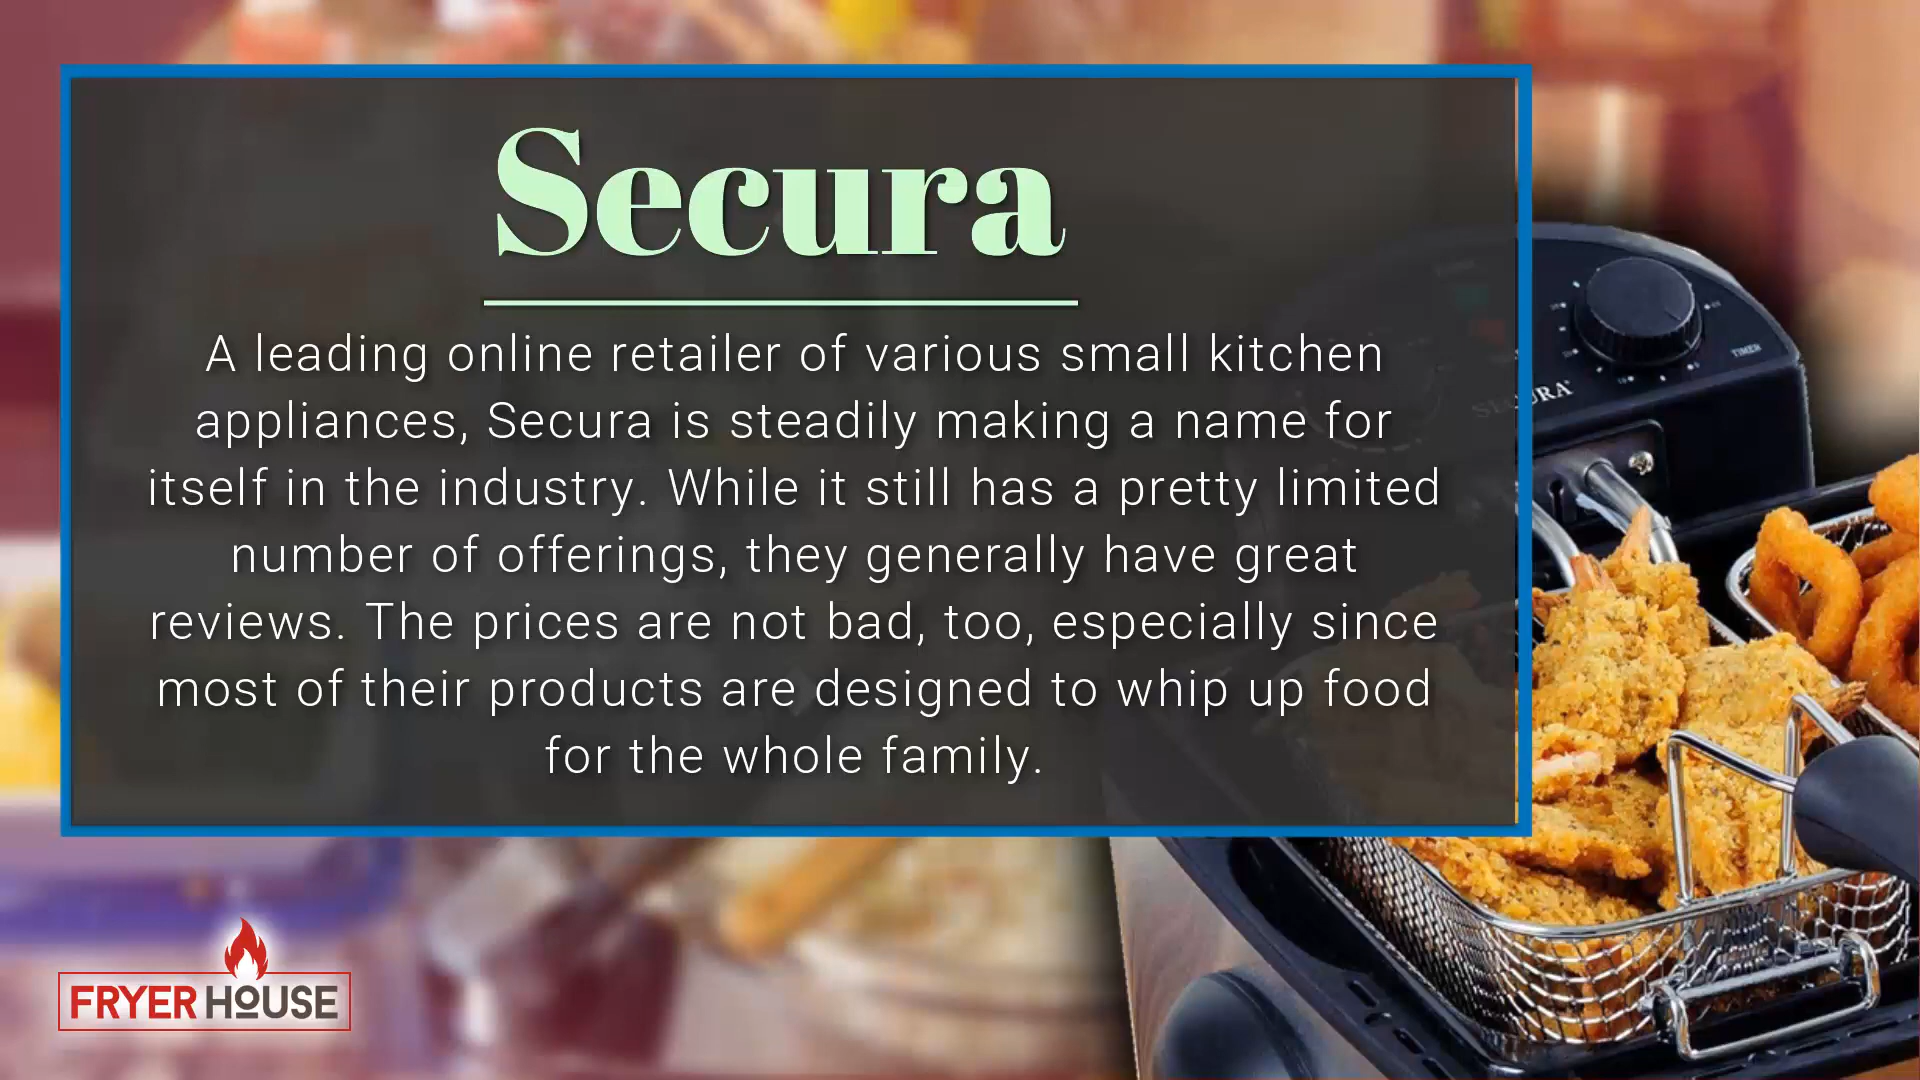 Secura
A leading online retailer of various small kitchen
appliances, Secura is steadily making a name for
itself in the industry. While it still has a pretty limited
number of offerings, they generally have great
reviews. The prices are not bad, too, especially since
most of their products are designed to whip up food
for the whole family.
TIMER
SECURA
FRYER HOUSE